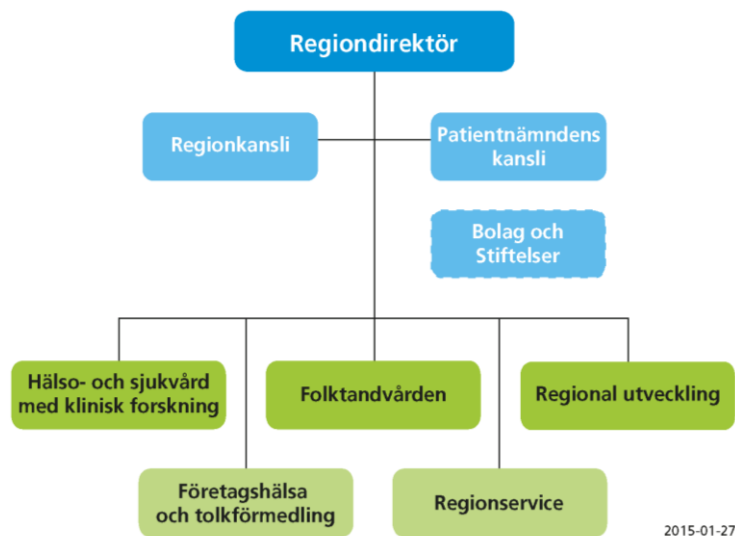 Regiondirektör
Regionkansli
Patientnämndens
kansli
Bolag och
Stiftelser
Hälso- och sjukvård
med klinisk forskning
Folktandvården
Regional utveckling
Företagshälsa
och tolkförmedling
Regionservice
2015-01-27